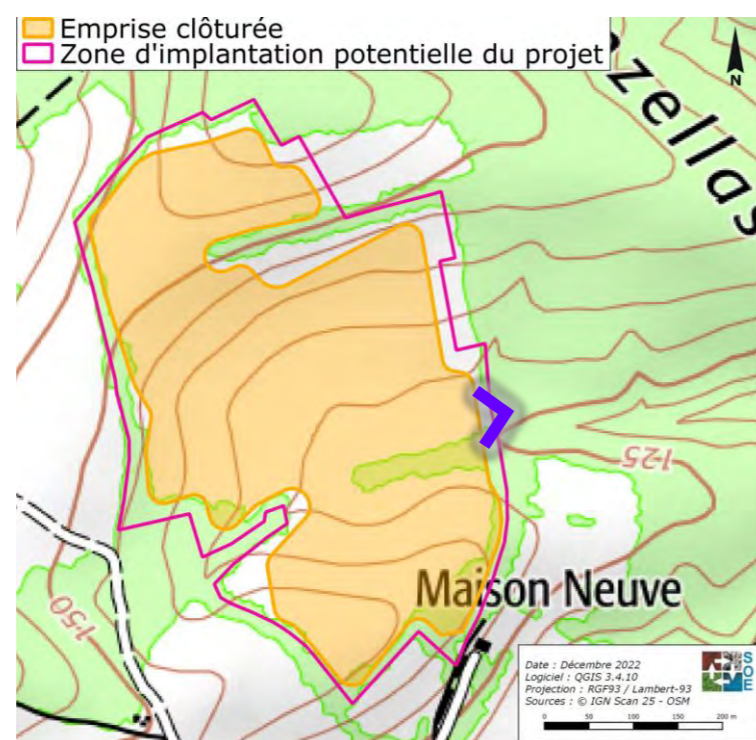 Emprise clôturée
Zone d'implantation potentielle du projet
N
zellas
125
Maison Neuve
150
Date : Décembre 2022
Logiciel : QGIS 3.4.10
Projection : RGF93 / Lambert-93
Sources : © IGN Scan 25 - OSM
0 50 100 150 200 m
SOE